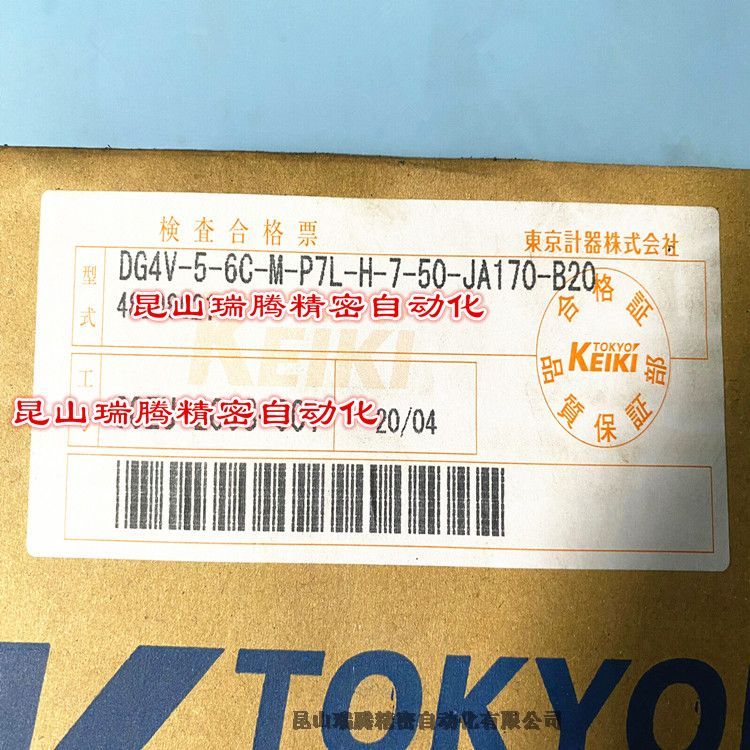 検査合格票
東京計器株式会社
型式
DG4V-5-6C-M-P7L-H-7-50-JA170-B20
昆山瑞腾精密自动化
合格証
TOKYO
KEIKI
品質保証部
KEIKI
工
昆山瑞腾精密自动化
20/04
TOKYO
昆山瑞腾精密自动化有限公司